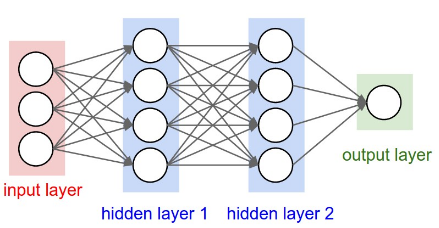 input layer
hidden layer 1
hidden layer 2
output layer